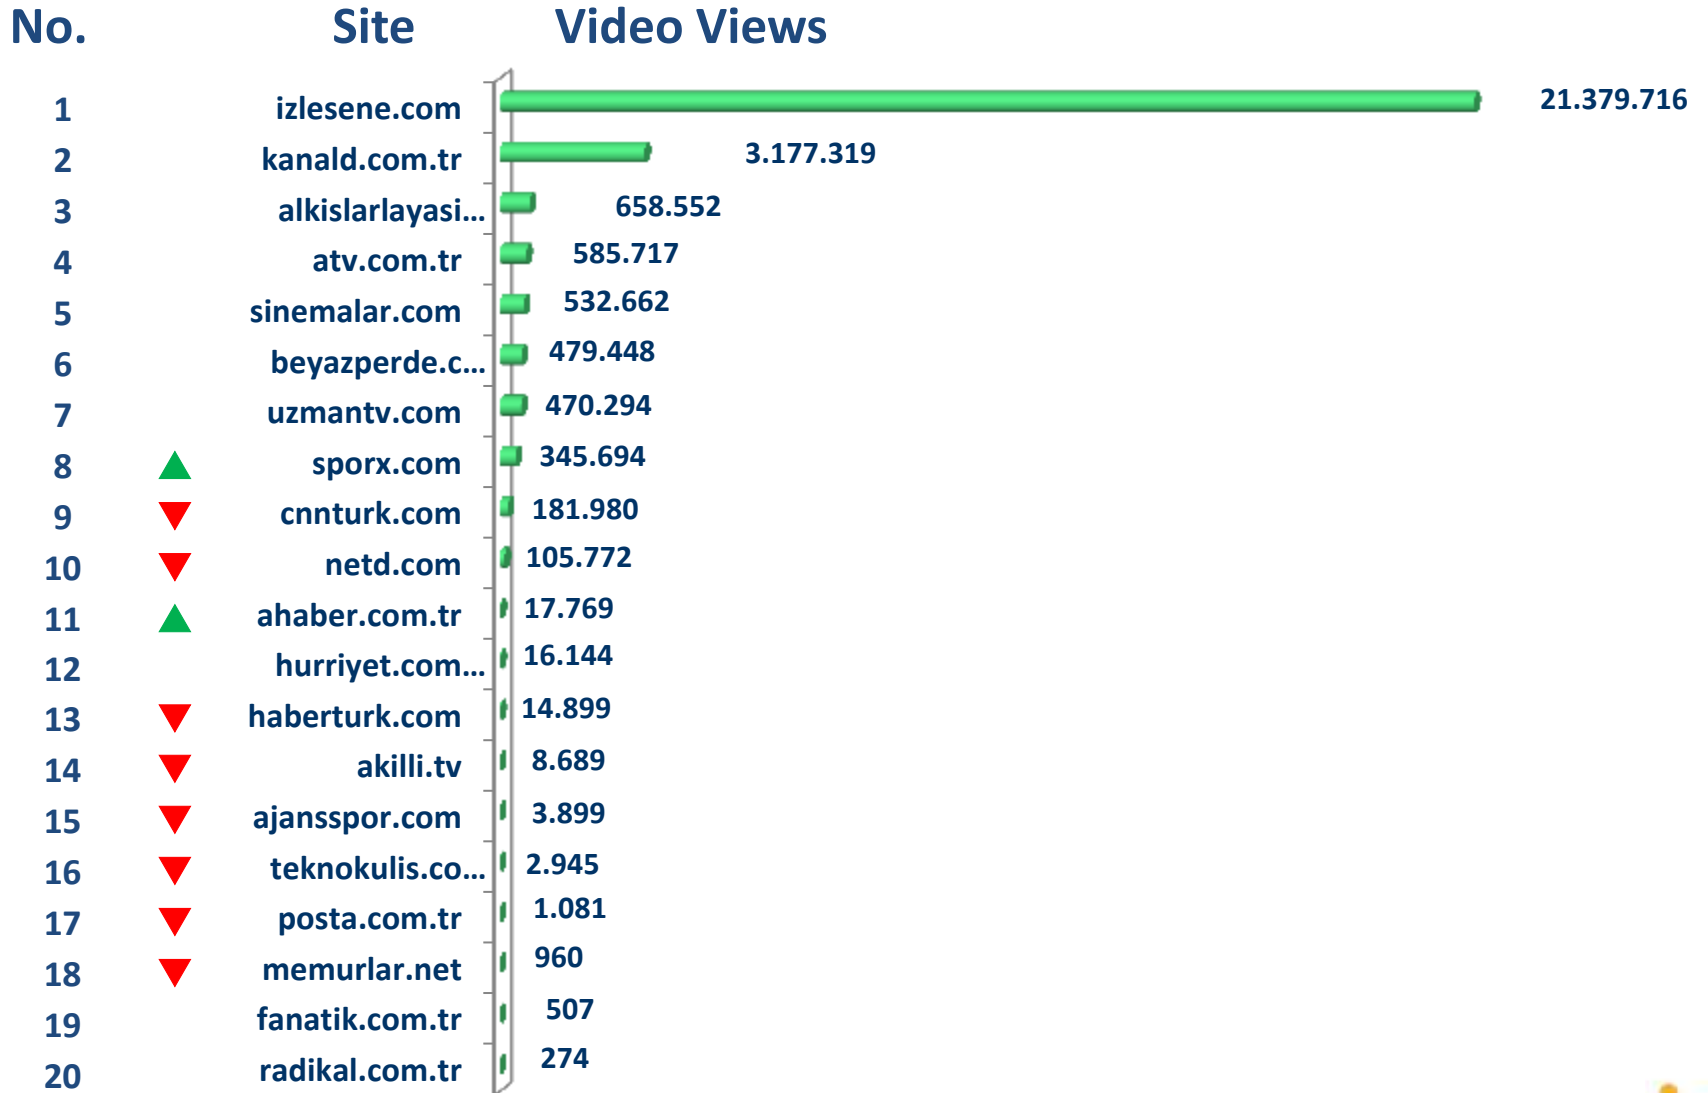 No. Site Video Views
1 izlesene.com 21.379.716
2 kanald.com.tr 3.177.319
3 alkislarlayasi... 658.552
4 atv.com.tr 585.717
5 sinemalar.com 532.662
6 beyazperde.c... 479.448
7 uzmantv.com 470.294
8 sporx.com 345.694
9 cnnturk.com 181.980
10 netd.com 105.772
11 ahaber.com.tr 17.769
12 hurriyet.com... 16.144
13 haberturk.com 14.899
14 akilli.tv 8.689
15 ajansspor.com 3.899
16 teknokulis.co... 2.945
17 posta.com.tr 1.081
18 memurlar.net 960
19 fanatik.com.tr 507
20 radikal.com.tr 274